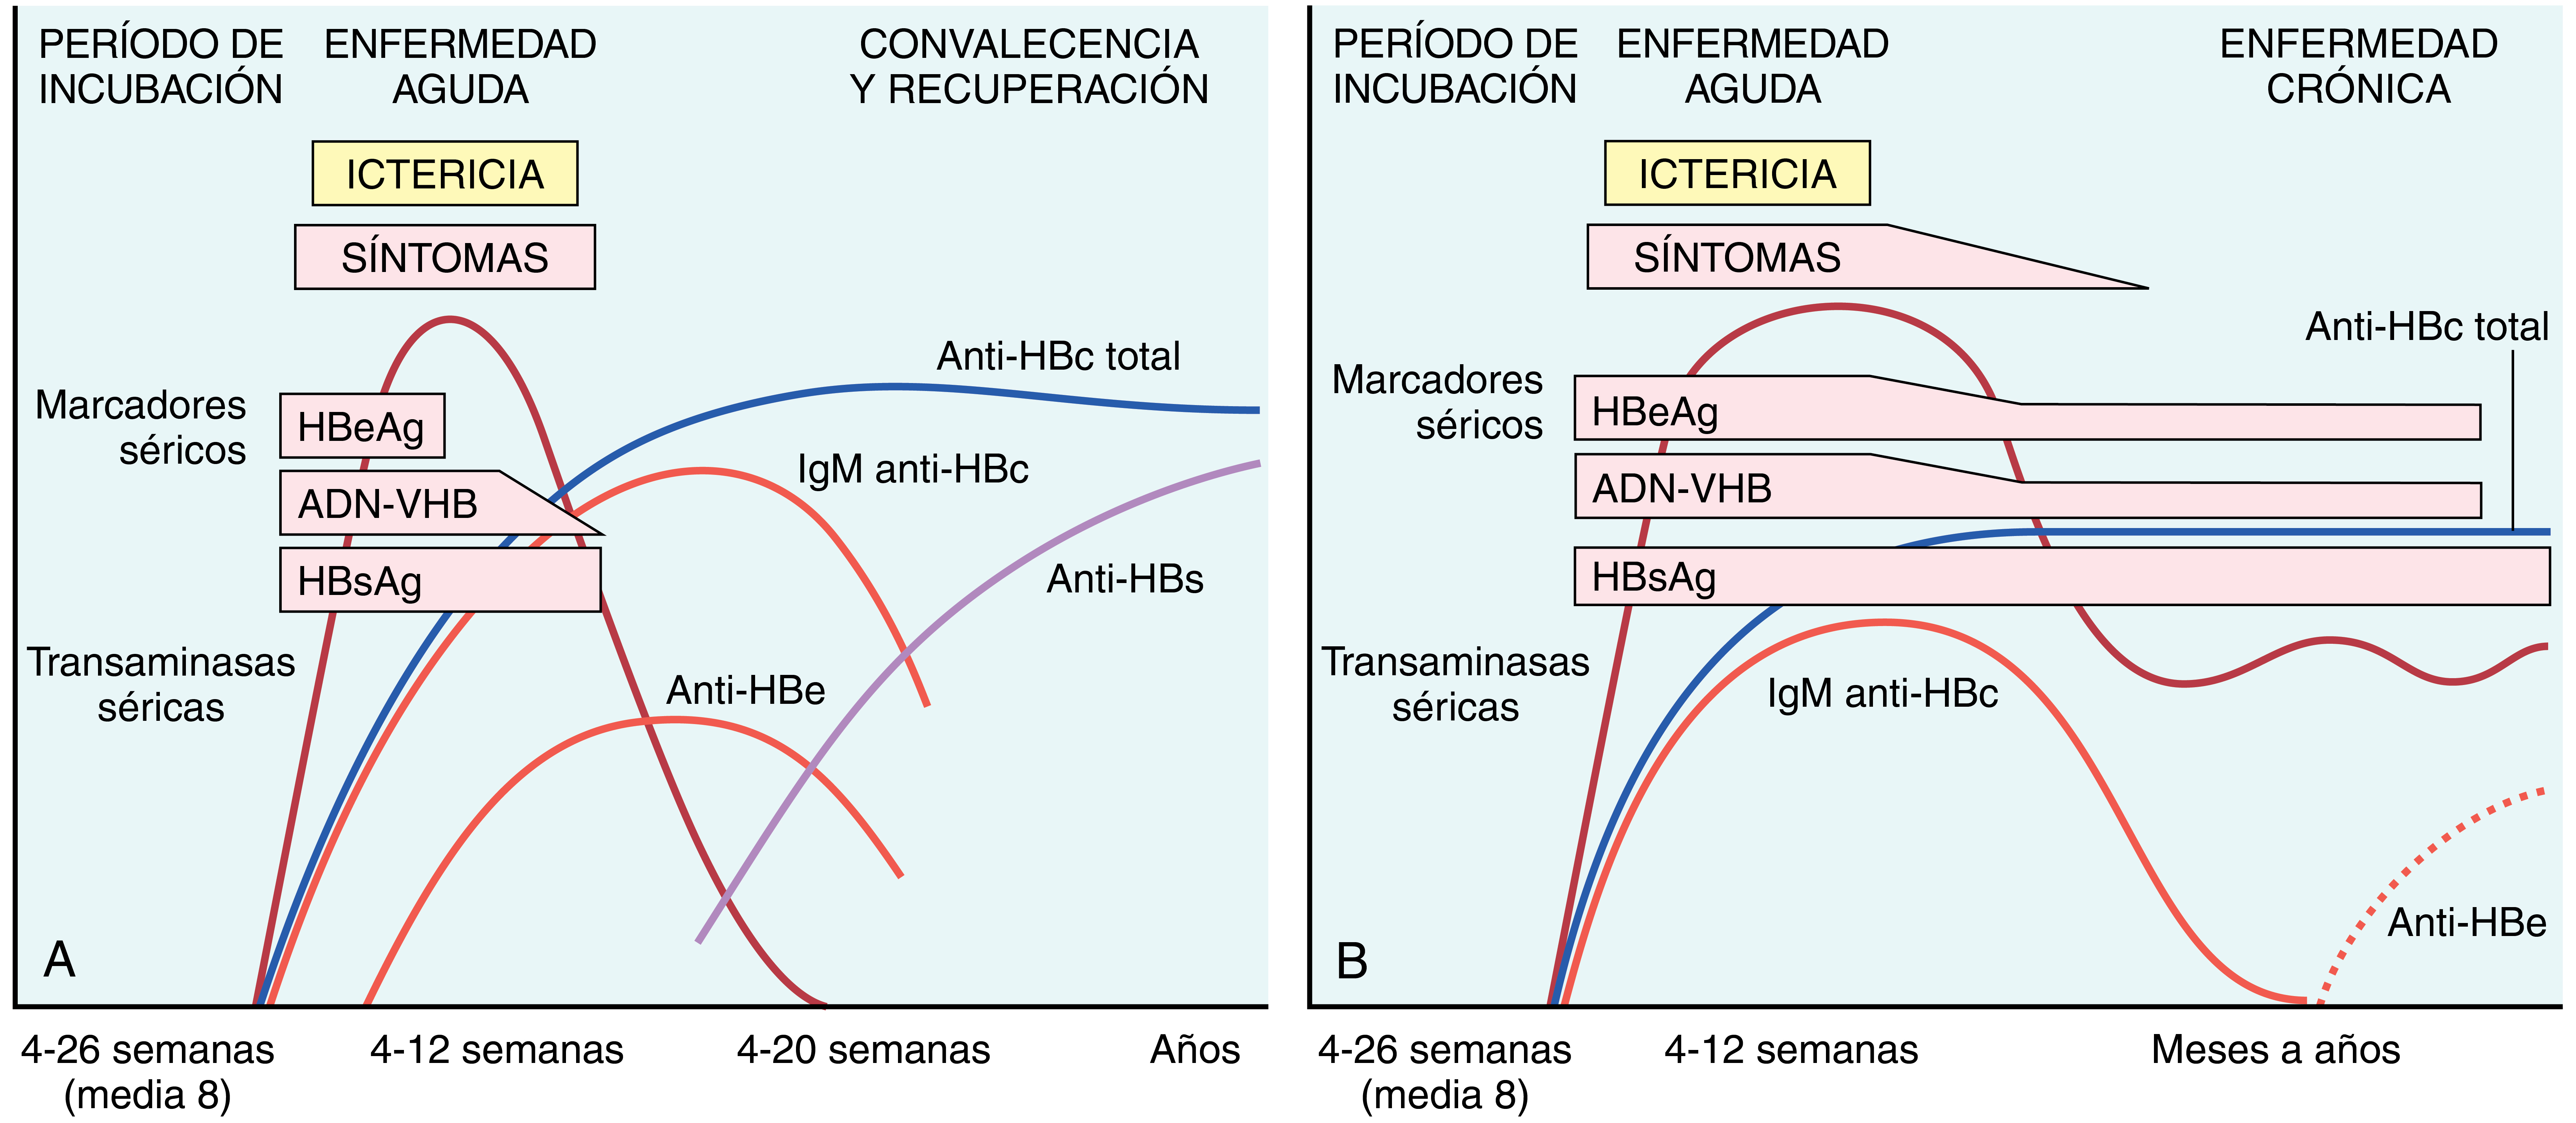 PERÍODO DE
INCUBACIÓN
ENFERMEDAD
AGUDA
CONVALECENCIA
Y RECUPERACIÓN
ICTERICIA
SÍNTOMAS
Anti-HBc total
Marcadores
séricos
HBeAg
IgM anti-HBc
ADN-VHB
HBsAg
Anti-HBs
Transaminasas
séricas
Anti-HBe
A
4-26 semanas
(media 8)
4-12 semanas
4-20 semanas
Años
PERÍODO DE
INCUBACIÓN
ENFERMEDAD
AGUDA
ENFERMEDAD
CRÓNICA
ICTERICIA
SÍNTOMAS
Anti-HBc total
Marcadores
séricos
HBeAg
ADN-VHB
HBsAg
Transaminasas
séricas
IgM anti-HBc
Anti-HBe
B
4-26 semanas
(media 8)
4-12 semanas
Meses a años